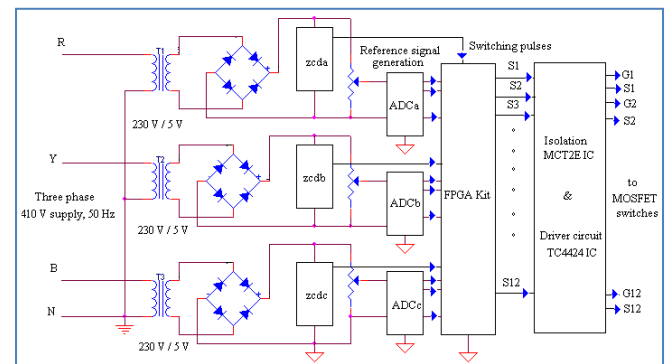 R
T1
230 V / 5 V
zcda
Reference signal
generation
ADCa
Switching pulses
Y
T2
230 V / 5 V
zcdb
ADCb
Three phase
410 V supply, 50 Hz
B
N
T3
230 V / 5 V
zcdc
ADCc
FPGA Kit
S1
S2
S3
S12
Isolation
MCT2E IC
&
Driver circuit
TC4424 IC
G1
S1
G2
S2
to
MOSFET
switches
G12
S12